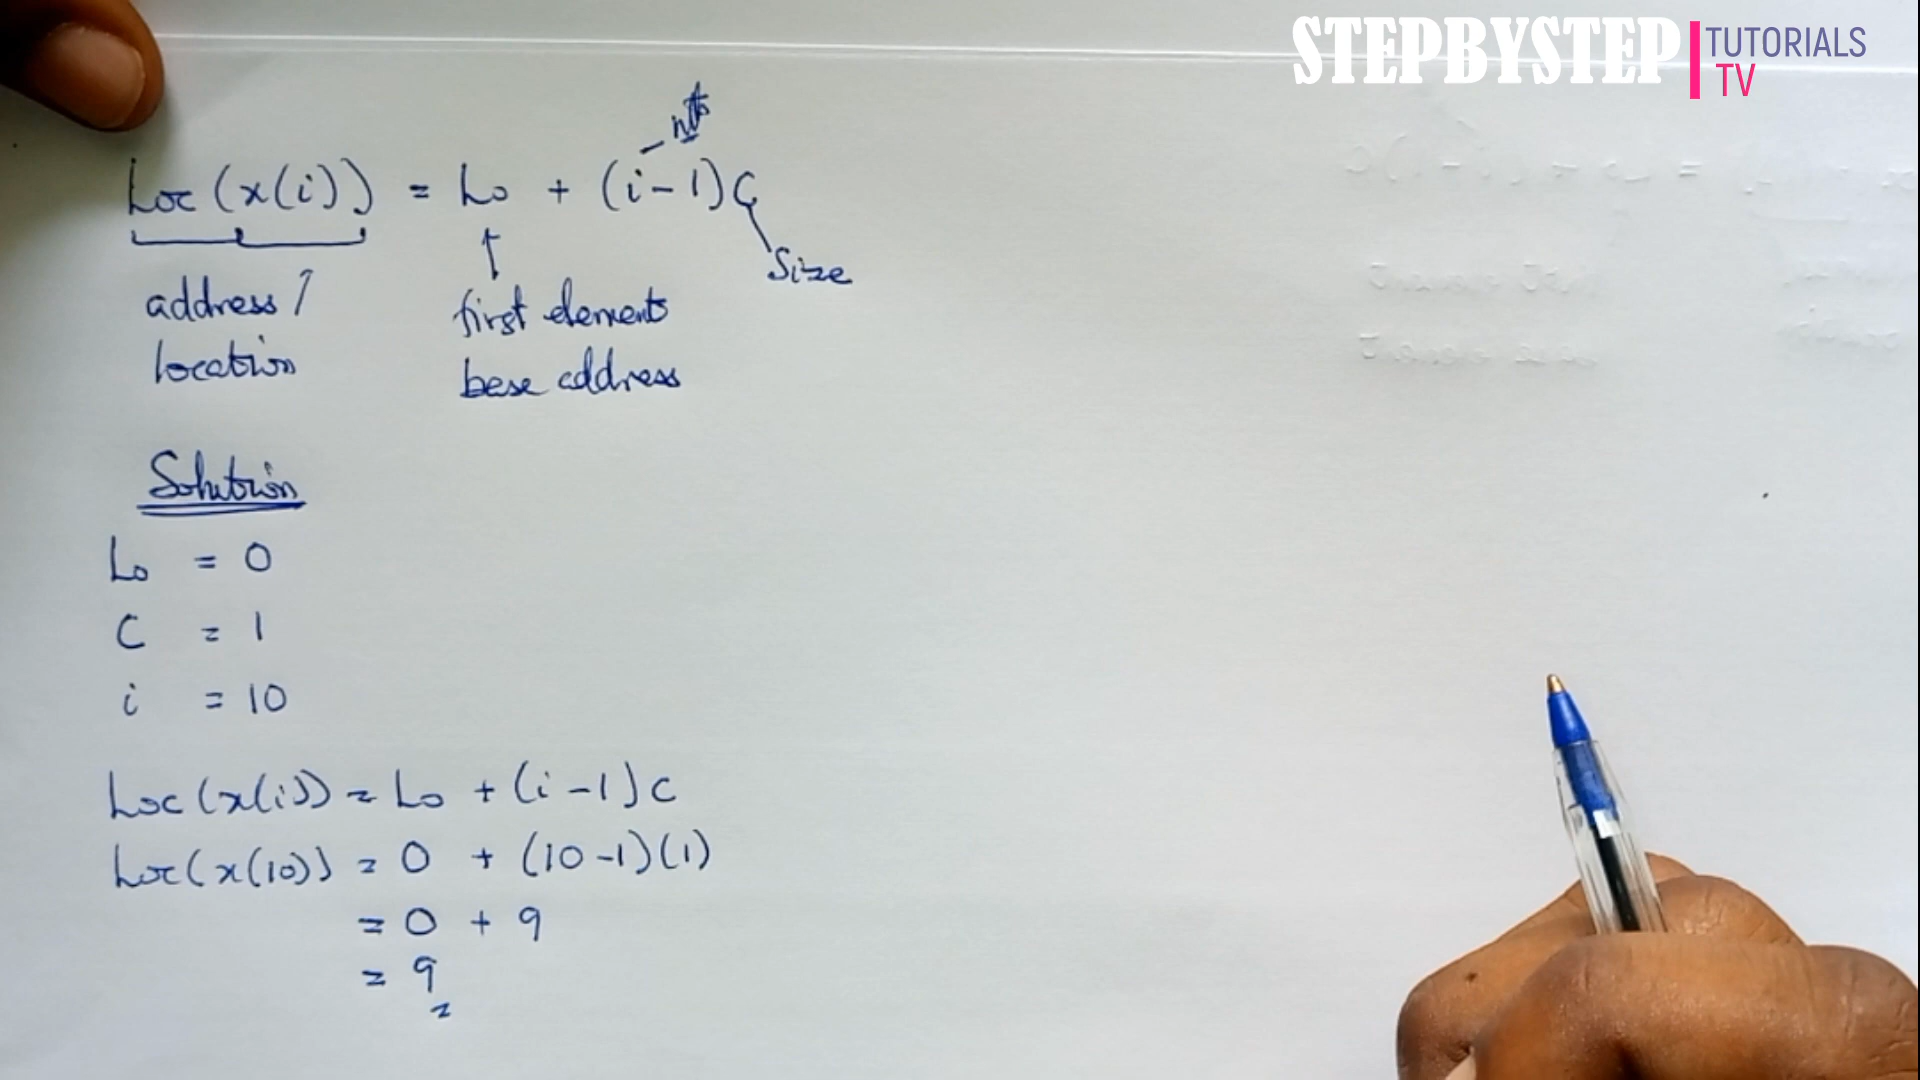 STEPBYSTEP TUTORIALS TV
nth
Loc(x(i)) = Lo + (i-1)C
Size
address / first elements
location base address
Solution
Lo = 0
C = 1
i = 10
Loc(x(i)) = Lo + (i-1)C
Loc(x(10)) = 0 + (10-1)(1)
= 0 + 9
= 9